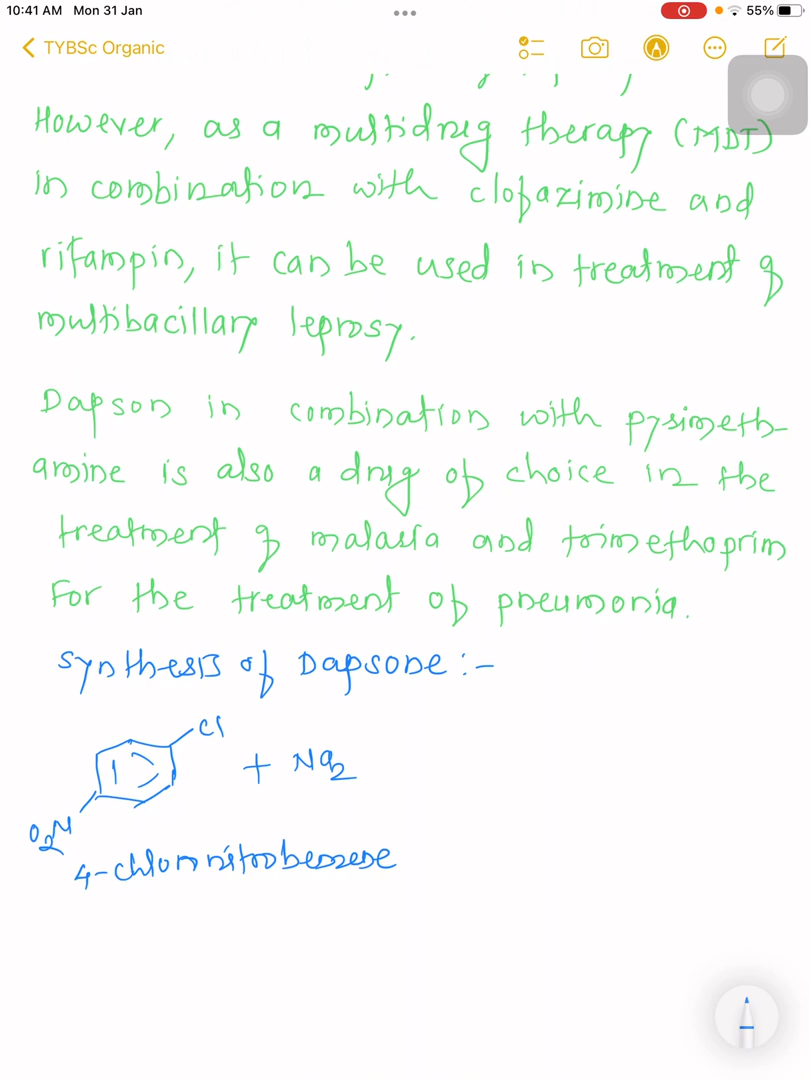 10:41 AM Mon 31 Jan
55%
TYBSc Organic
However, as a multidrug therapy (MDT)
in combination with clofazimine and
rifampin, it can be used in treatment of
multibacillary leprosy.
Dapson in combination with pyrimeth-
amine is also a drug of choice in the
treatment of malaria and trimethoprim
For the treatment of pneumonia.
Synthesis of Dapsone :-
Cl
+ Na2
O2N
4-chloronitrobenzene